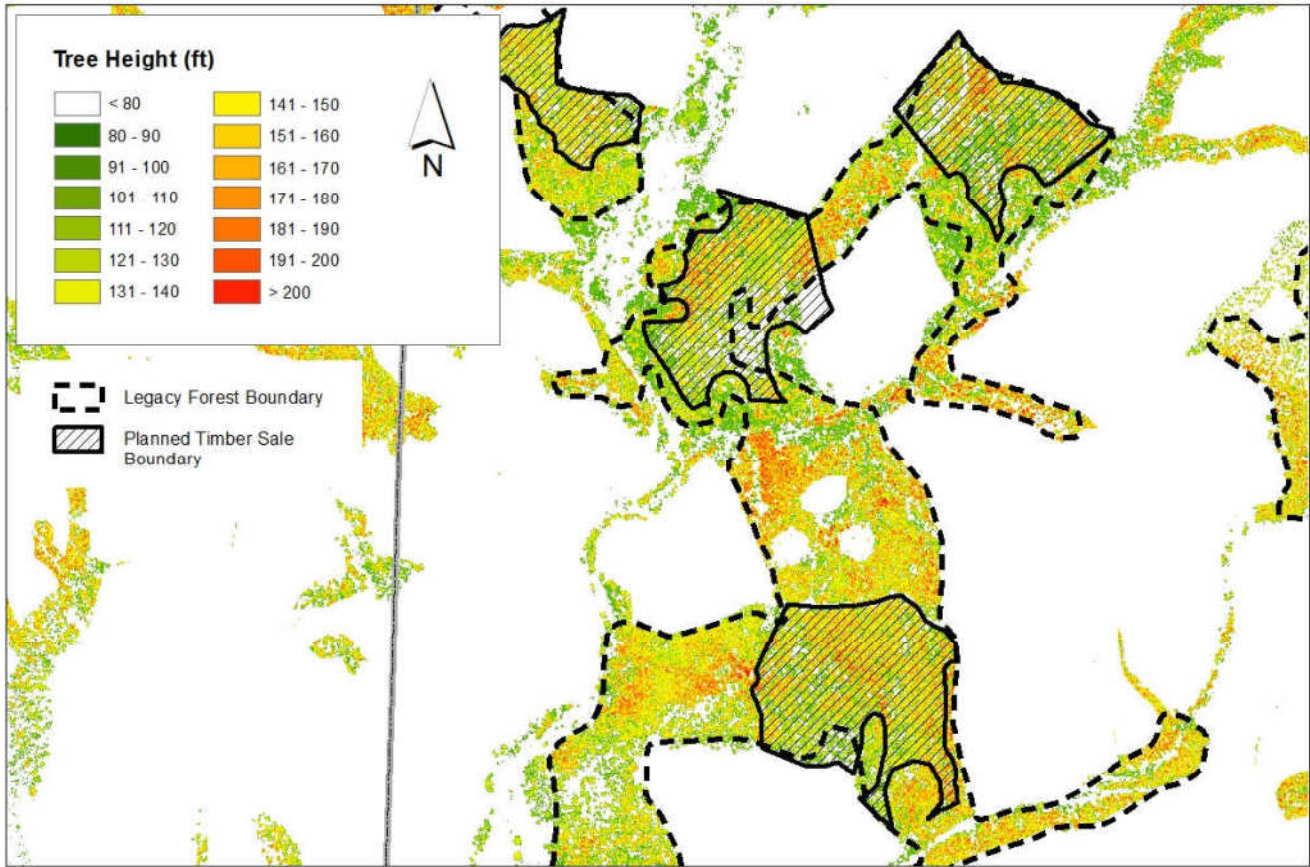 Tree Height (ft)
< 80
80 - 90
91 - 100
101 - 110
111 - 120
121 - 130
131 - 140
141 - 150
151 - 160
161 - 170
171 - 180
181 - 190
191 - 200
> 200
N
Legacy Forest Boundary
Planned Timber Sale
Boundary